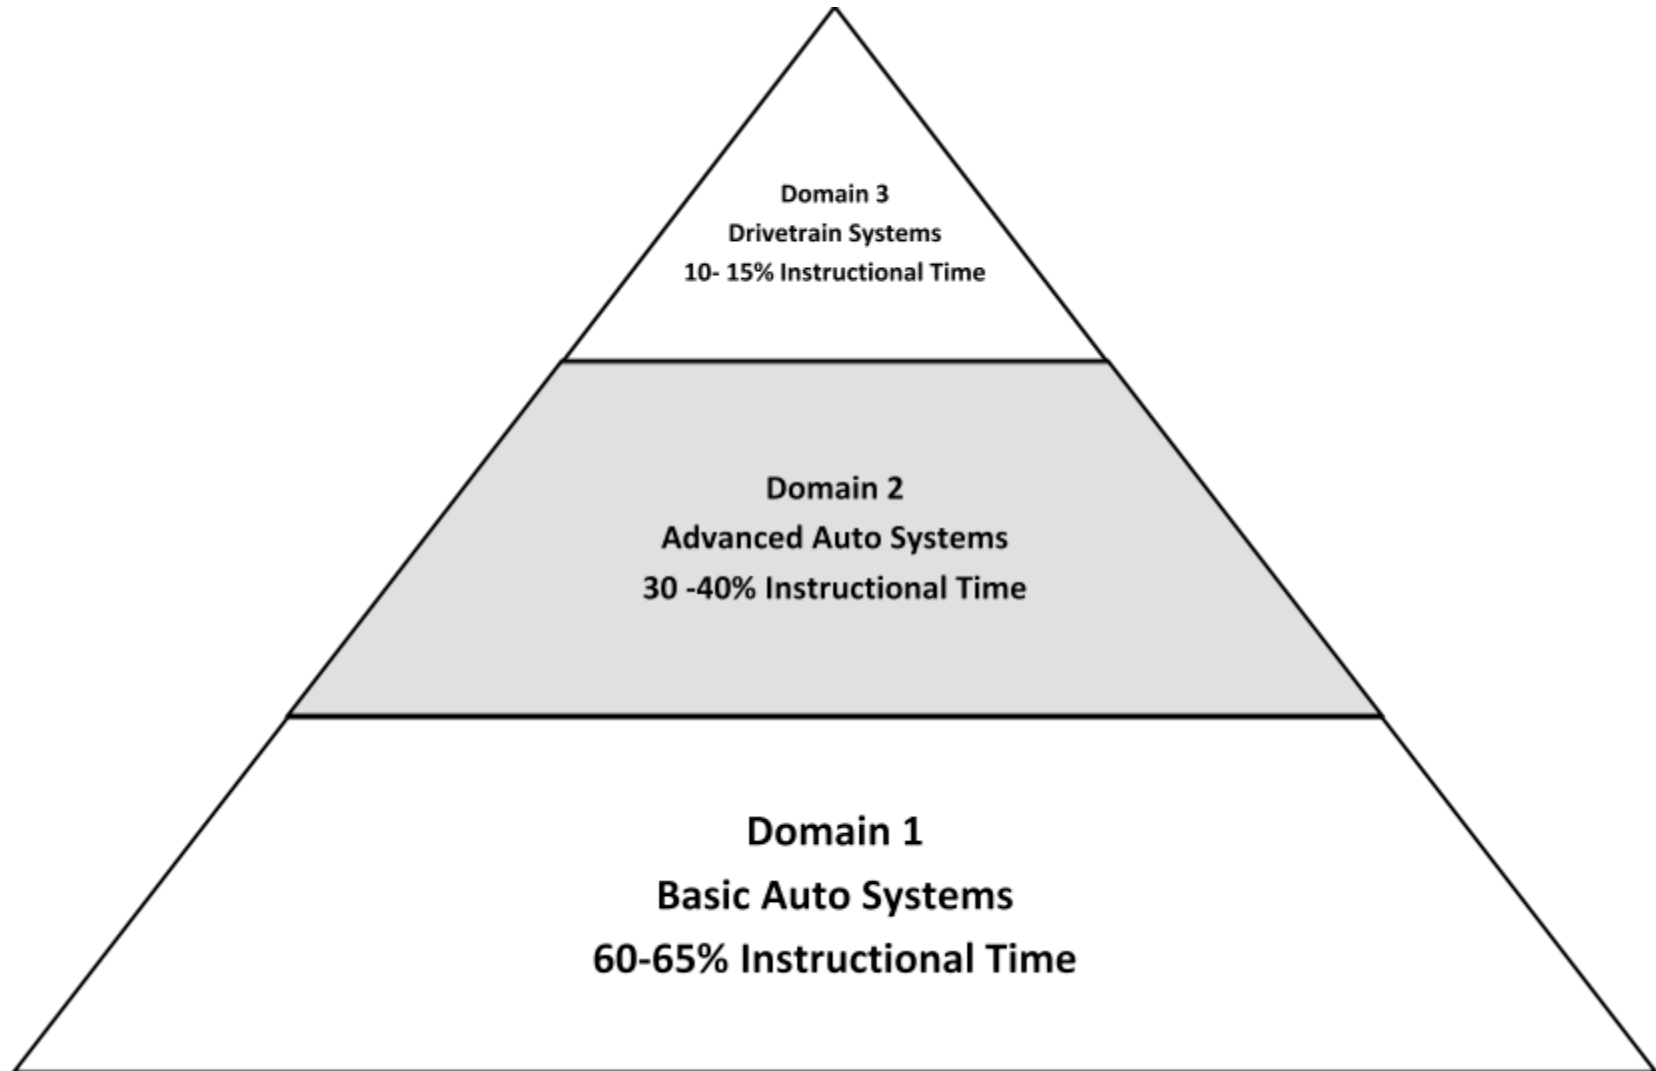 Domain 3
Drivetrain Systems
10- 15% Instructional Time
Domain 2
Advanced Auto Systems
30 -40% Instructional Time
Domain 1
Basic Auto Systems
60-65% Instructional Time